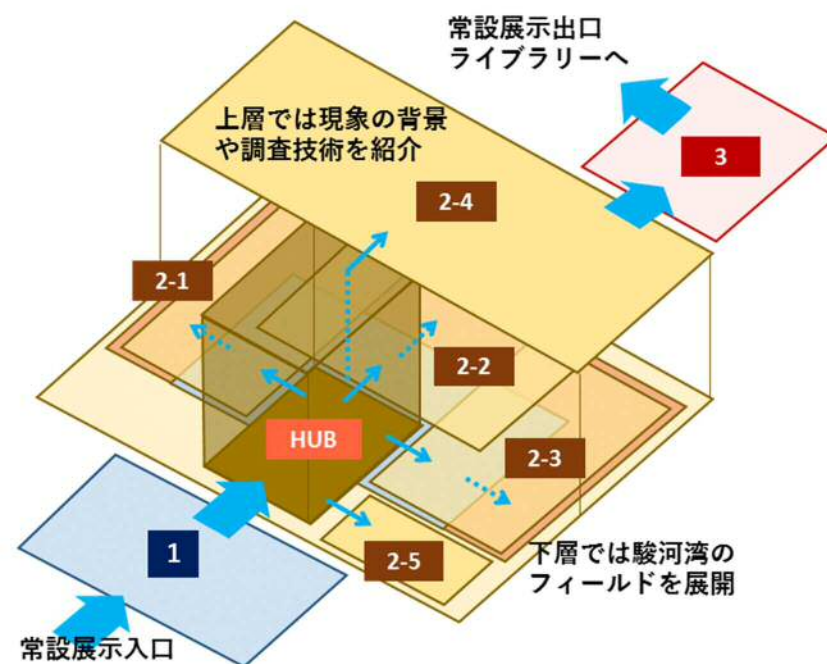 常設展示出口
ライブラリーへ
上層では現象の背景
や調査技術を紹介
3
2-4
2-1
2-2
HUB
2-3
1
2-5
下層では駿河湾の
フィールドを展開
常設展示入口